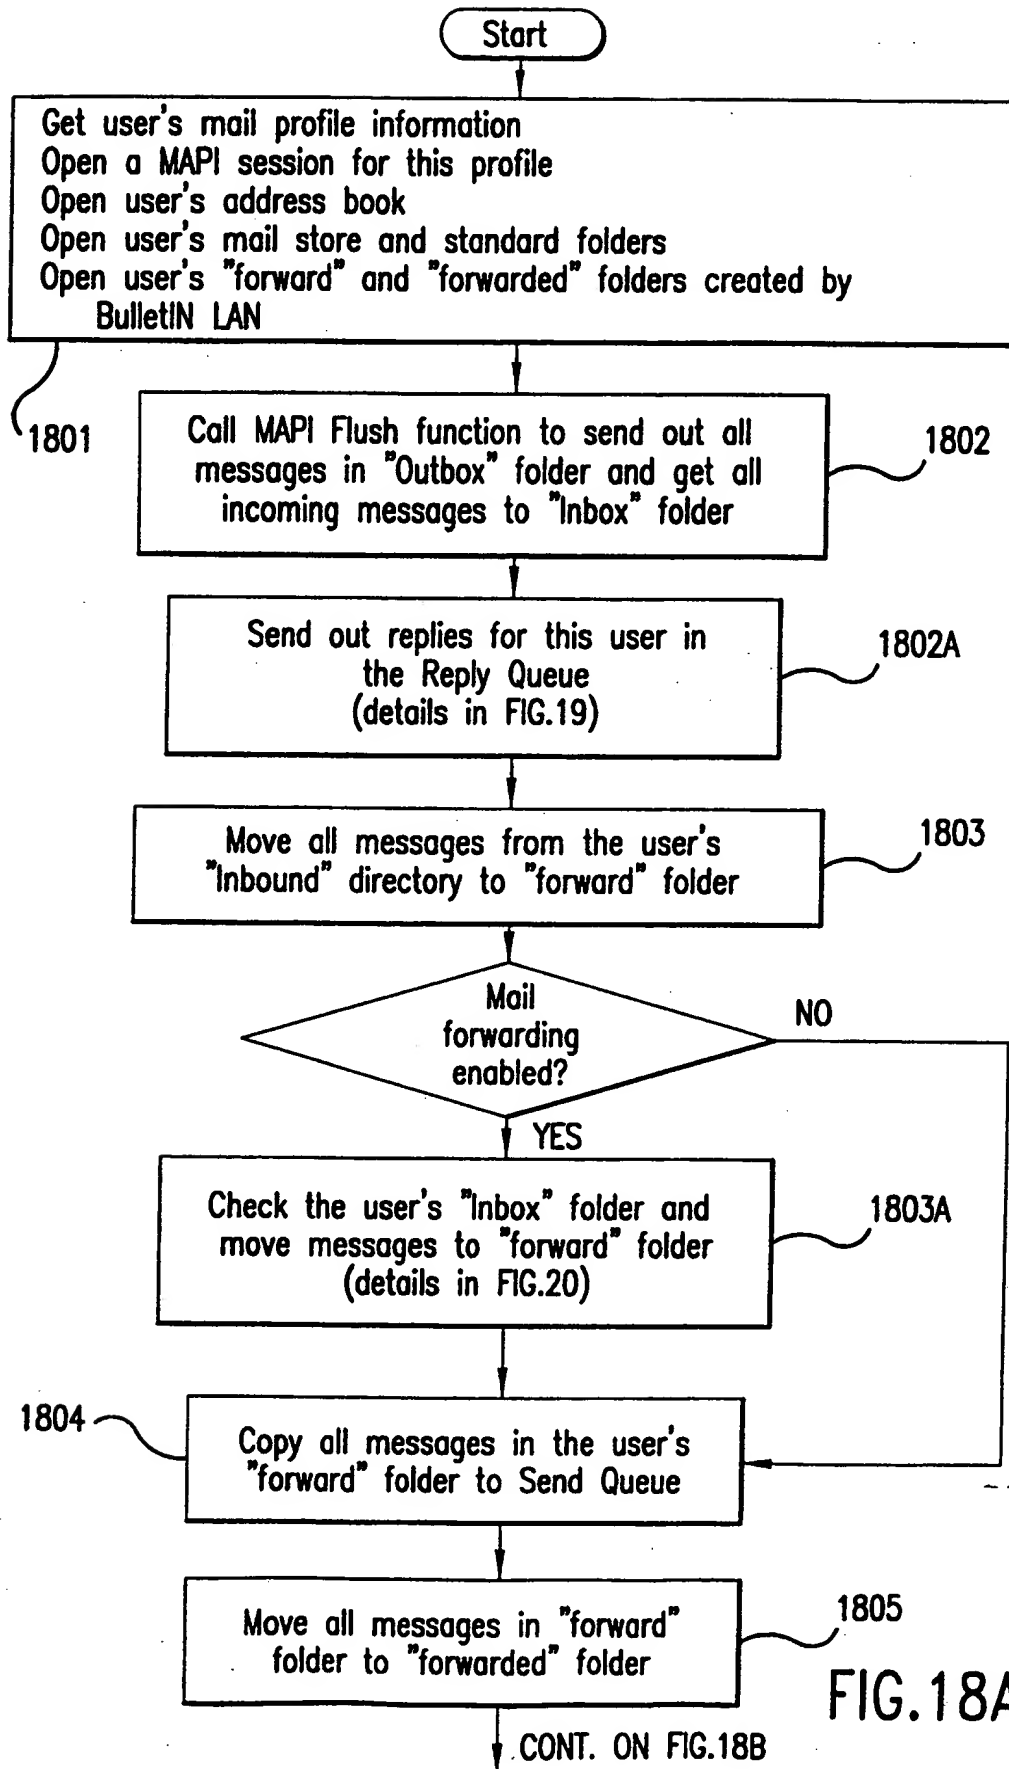 Start
Get user's mail profile information
Open a MAPI session for this profile
Open user's address book
Open user's mail store and standard folders
Open user's "forward" and "forwarded" folders created by
BulletIN LAN
1801
Call MAPI Flush function to send out all
messages in "Outbox" folder and get all
incoming messages to "Inbox" folder
1802
Send out replies for this user in
the Reply Queue
(details in FIG.19)
1802A
Move all messages from the user's
"Inbound" directory to "forward" folder
1803
Mail
forwarding
enabled?
NO
YES
Check the user's "Inbox" folder and
move messages to "forward" folder
(details in FIG.20)
1803A
1804
Copy all messages in the user's
"forward" folder to Send Queue
Move all messages in "forward"
folder to "forwarded" folder
1805
FIG.18A
CONT. ON FIG.18B